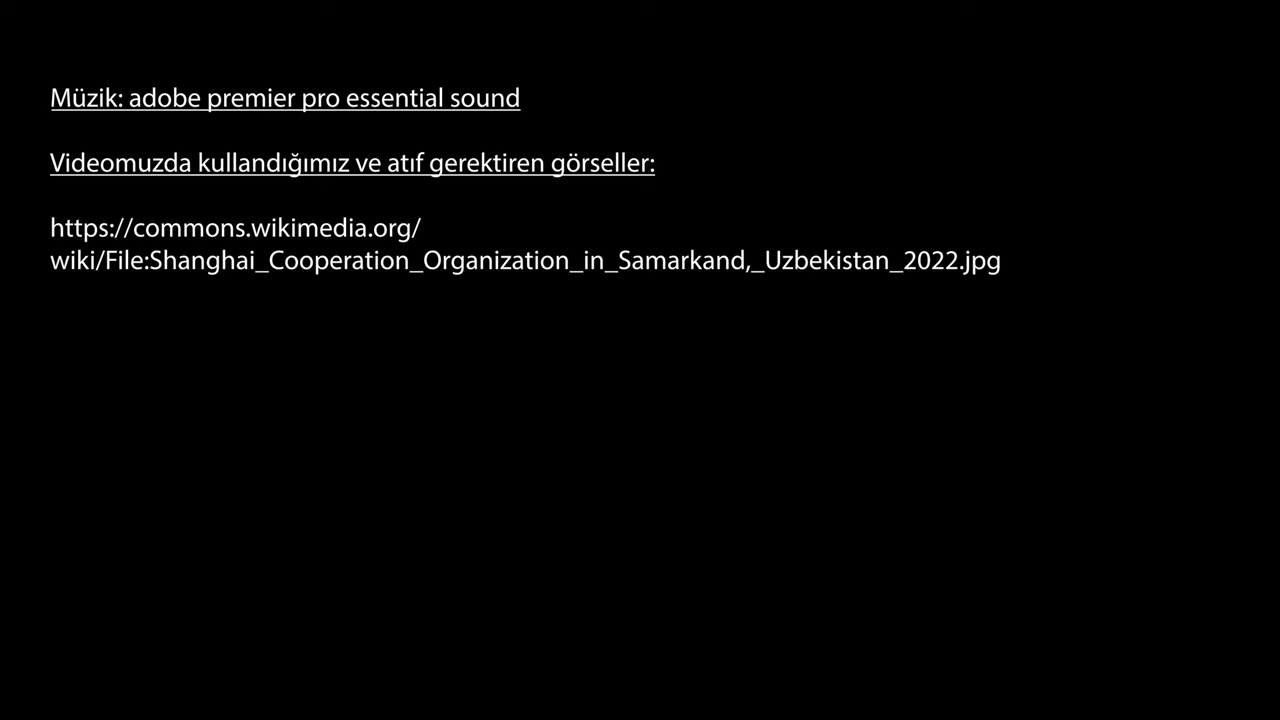 Müzik: adobe premier pro essential sound
Videomuzda kullandığımız ve atıf gerektiren görseller:
https://commons.wikimedia.org/
wiki/File:Shanghai_Cooperation_Organization_in_Samarkand,_Uzbekistan_2022.jpg